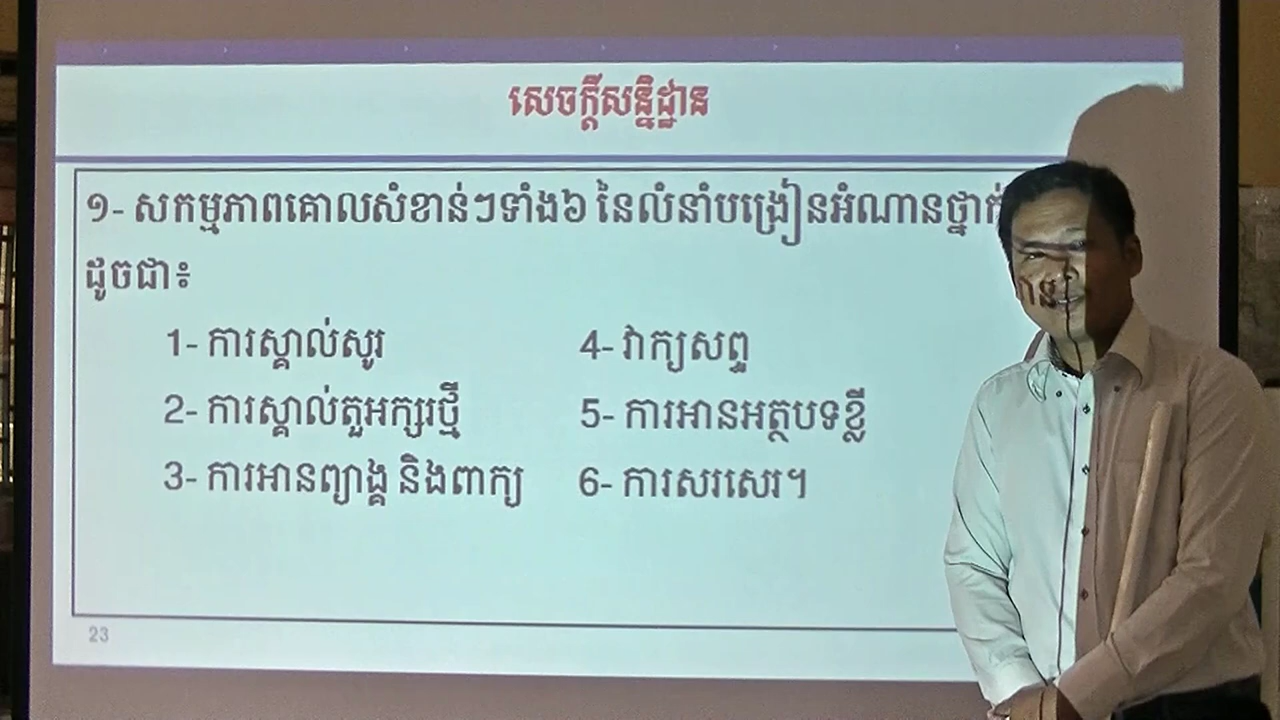 សេចក្តីសន្និដ្ឋាន
១- សកម្មភាពគោលសំខាន់ៗទាំង៦ នៃលំនាំបង្រៀនអំណានថ្នាក់
ដូចជា៖
1- ការស្គាល់សូរ
2- ការស្គាល់តួអក្សរថ្មី
3- ការអានព្យាង្គ និងពាក្យ
4- វាក្យសព្ទ
5- ការអានអត្ថបទខ្លី
6- ការសរសេរ។
23